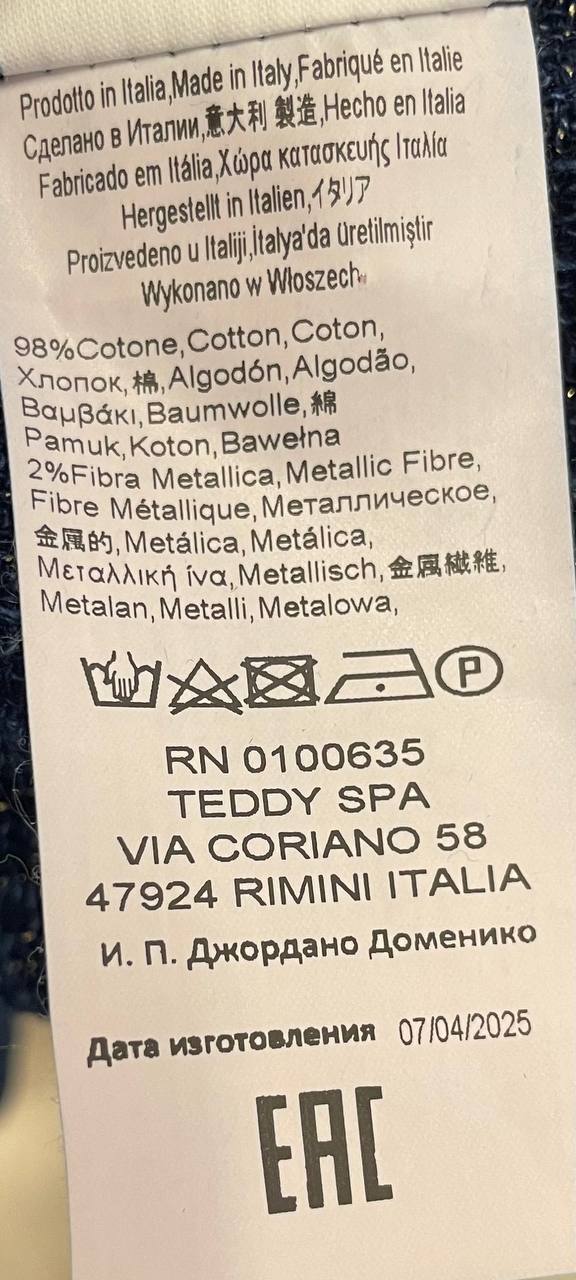 Prodotto in Italia,Made in Italy,Fabriqué en Italie
Сделано в Италии,意大利 製造,Hecho en Italia
Fabricado em Itália,Χώρα κατασκευής Ιταλία
Hergestellt in Italien,イタリア
Proizvedeno u Italiji,İtalya'da üretilmiştir
Wykonano w Włoszech
98%Cotone,Cotton,Coton,
Хлопок,棉,Algodón,Algodão,
Βαμβάκι,Baumwolle,綿
Pamuk,Koton,Bawełna
2%Fibra Metallica,Metallic Fibre,
Fibre Métallique,Металлическое,
金属的,Metálica,Metálica,
Μεταλλική ίνα,Metallisch,金属繊維,
Metalan,Metalli,Metalowa,
P
RN 0100635
TEDDY SPA
VIA CORIANO 58
47924 RIMINI ITALIA
И. П. Джордано Доменико
Дата изготовления 07/04/2025
EAC